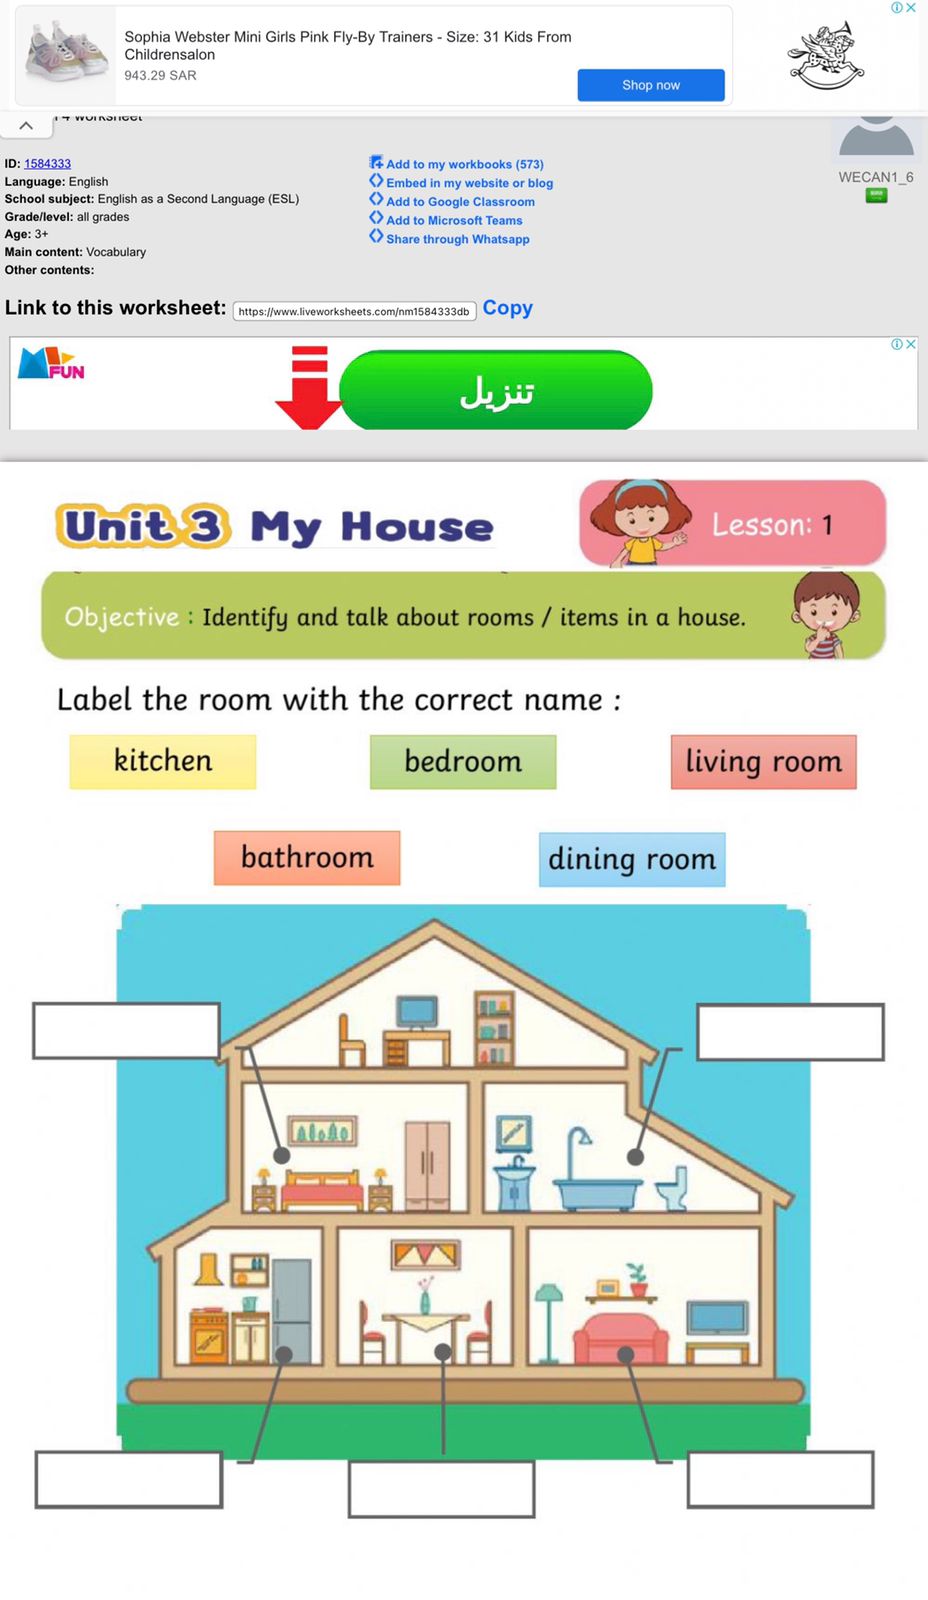 Sophia Webster Mini Girls Pink Fly-By Trainers - Size: 31 Kids From
Childrensalon
943.29 SAR
Shop now
4 worksheet
ID: 1584333
Language: English
School subject: English as a Second Language (ESL)
Grade/level: all grades
Age: 3+
Main content: Vocabulary
Other contents:
Add to my workbooks (573)
Embed in my website or blog
Add to Google Classroom
Add to Microsoft Teams
Share through Whatsapp
WECAN1_6
Link to this worksheet: https://www.liveworksheets.com/nm1584333db Copy
FUN
تنزيل
Unit 3 My House
Lesson: 1
Objective : Identify and talk about rooms / items in a house.
Label the room with the correct name :
kitchen bedroom living room
bathroom dining room